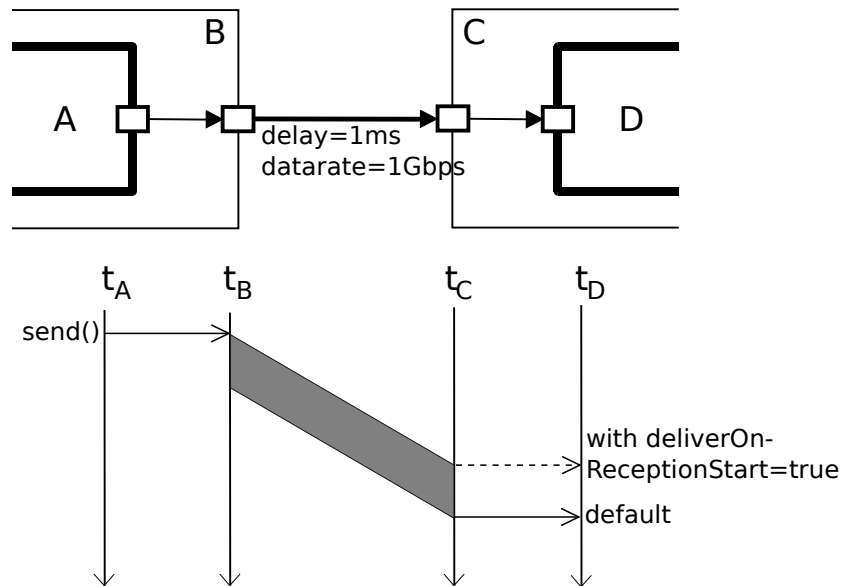 B
C
A
D
delay=1ms
datarate=1Gbps
tA
tB
tC
tD
send()
with deliverOn-
ReceptionStart=true
default